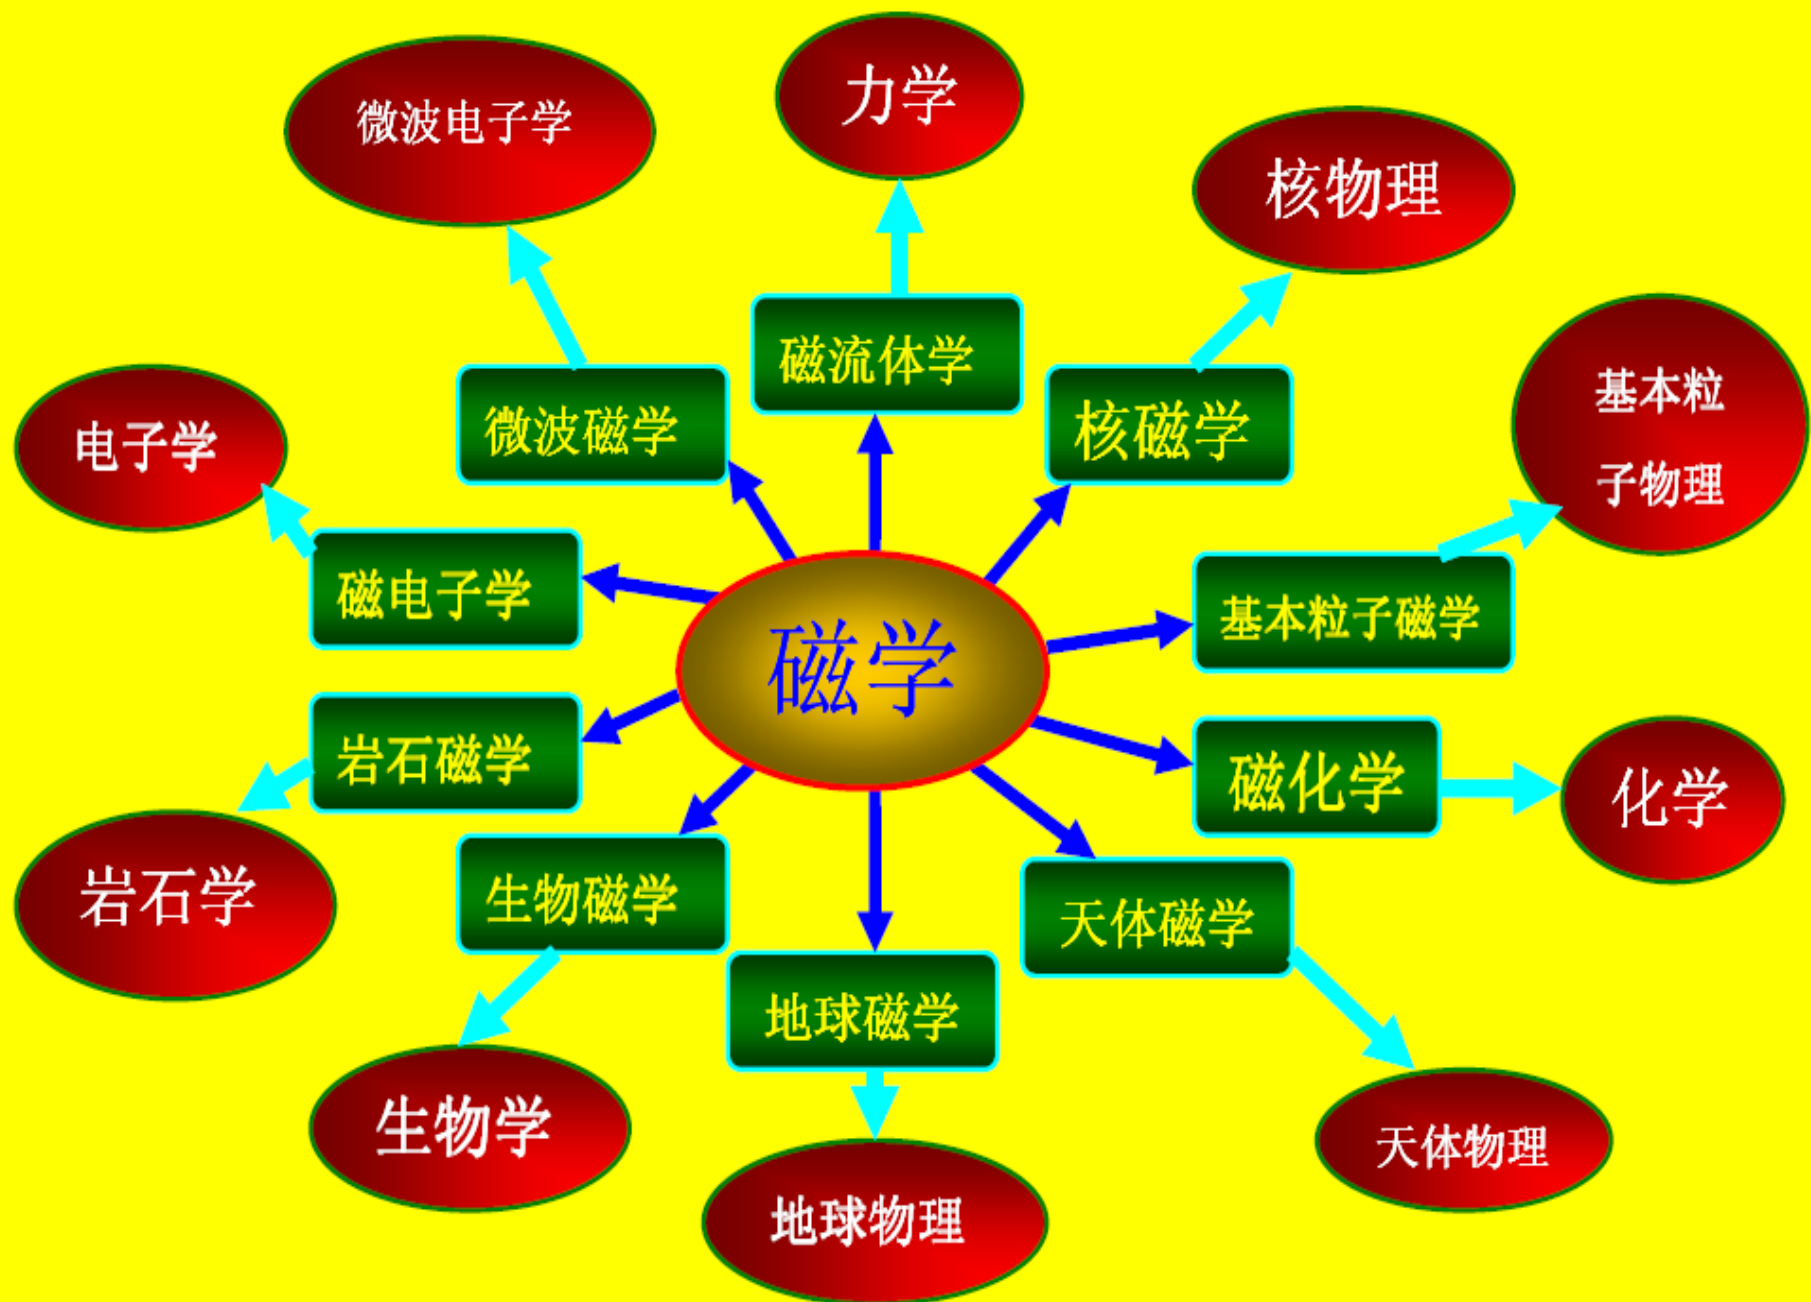 力学
微波电子学
核物理
磁流体学
基本粒
子物理
微波磁学
核磁学
电子学
磁电子学
基本粒子磁学
磁学
岩石磁学
磁化学
化学
岩石学
生物磁学
天体磁学
地球磁学
生物学
天体物理
地球物理